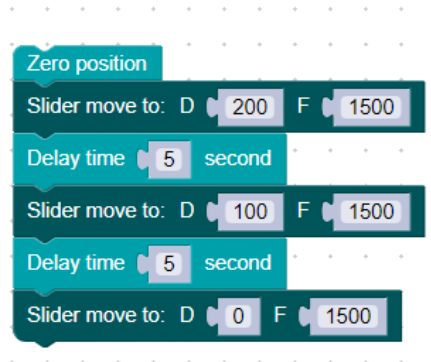 Zero position
Slider move to: D 200 F 1500
Delay time 5 second
Slider move to: D 100 F 1500
Delay time 5 second
Slider move to: D 0 F 1500